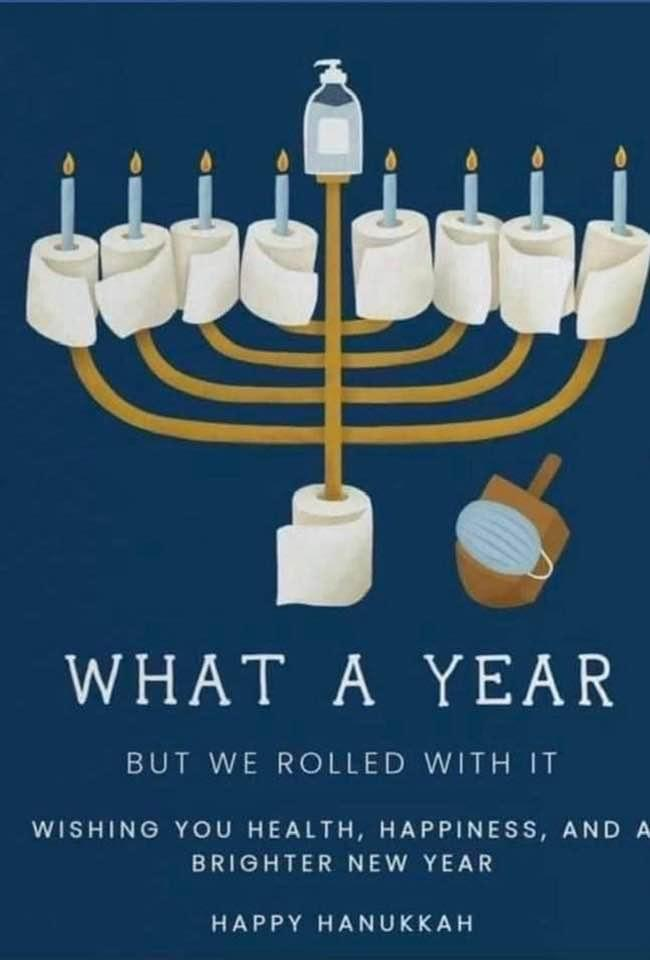 WHAT A YEAR
BUT WE ROLLED WITH IT
WISHING YOU HEALTH, HAPPINESS, AND A
BRIGHTER NEW YEAR
HAPPY HANUKKAH